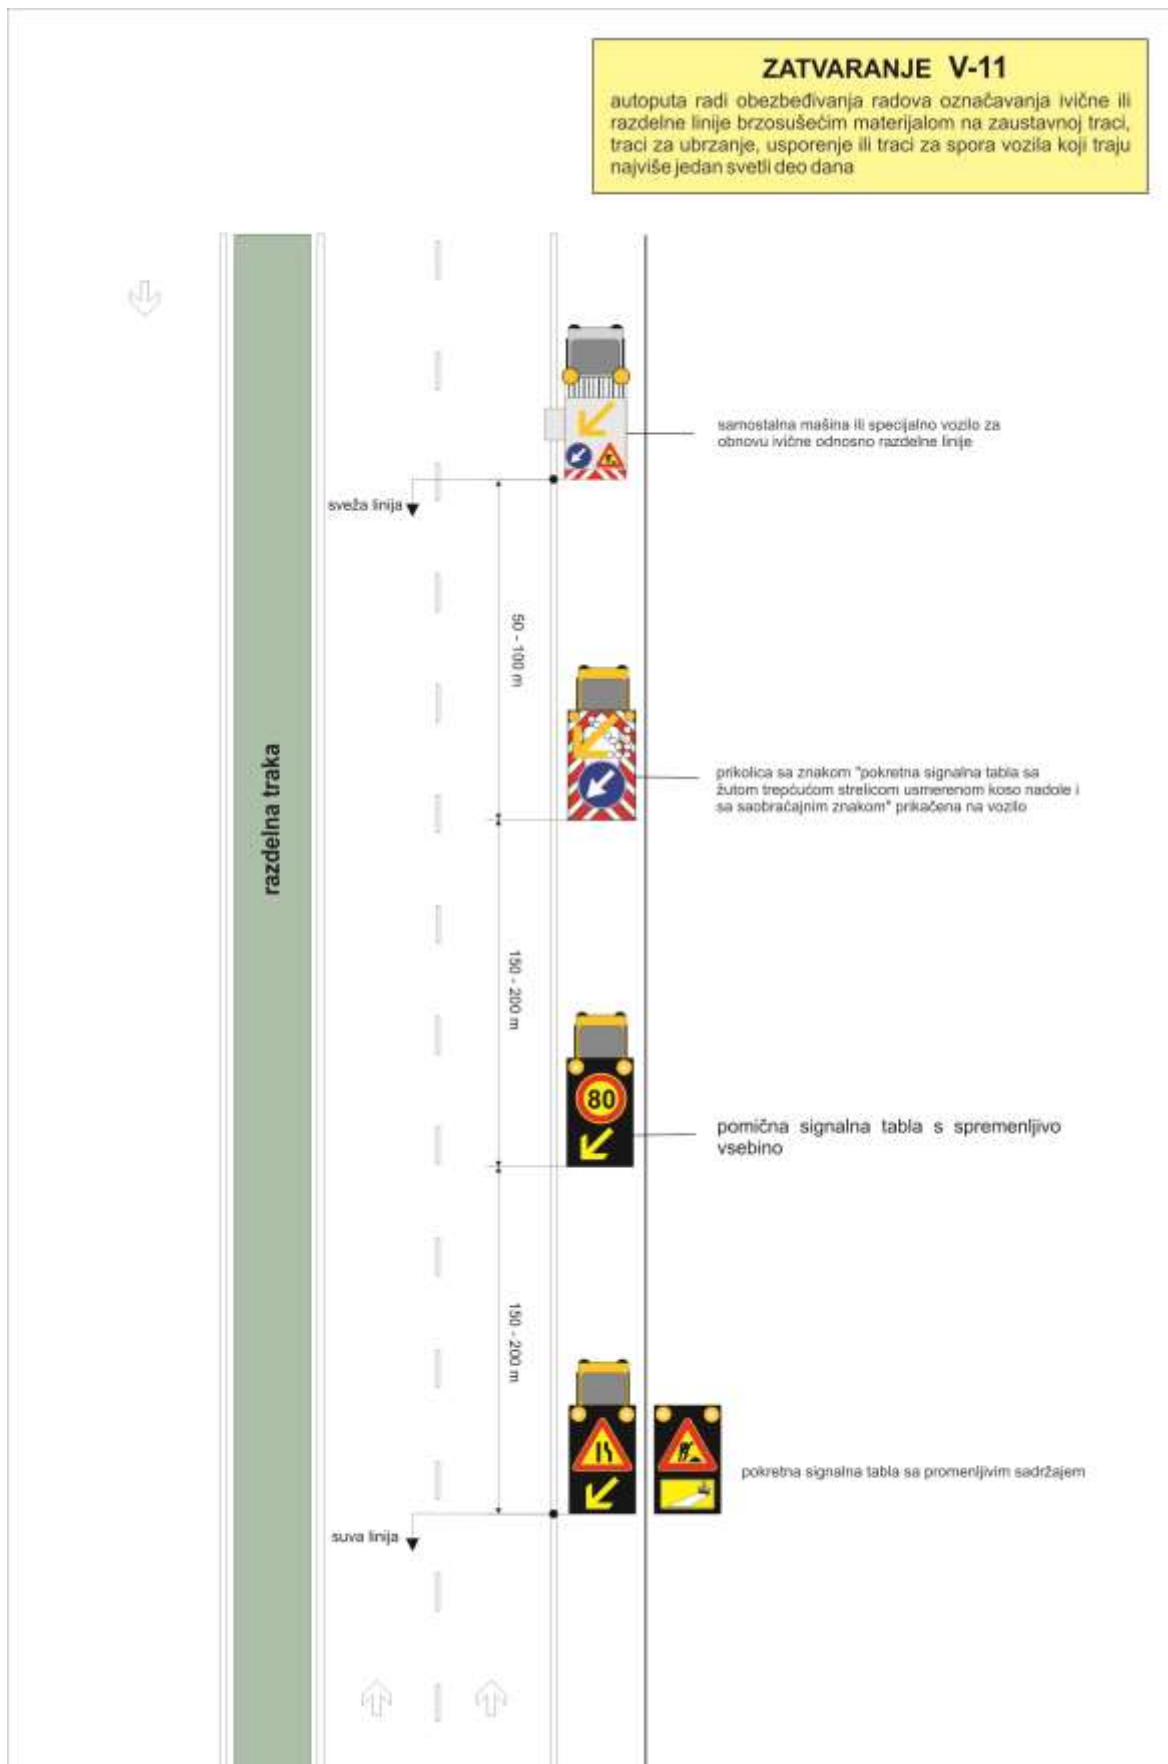 ZATVARANJE V-11
autoputa radi obezbeđivanja radova označavanja ivične ili
razdelne linije brzosušećim materijalom na zaustavnoj traci,
traci za ubrzanje, usporenje ili traci za spora vozila koji traju
najviše jedan svetli deo dana
samostalna mašina ili specijalno vozilo za
obnovu ivične odnosno razdelne linije
sveža linija
50 - 100 m
razdelna traka
prikolica sa znakom "pokretna signalna tabla sa
žutom trepćućom strelicom usmerenom koso nadole i
sa saobraćajnim znakom" prikačena na vozilo
150 - 200 m
80
pomična signalna tabla s spremenljivo
vsebino
150 - 200 m
pokretna signalna tabla sa promenljivim sadržajem
suva linija